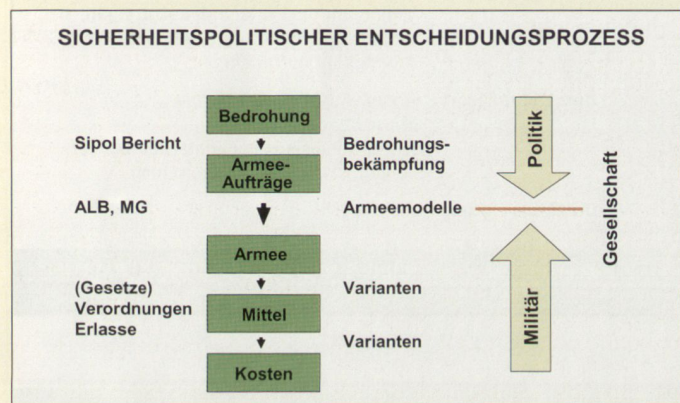 SICHERHEITSPOLITISCHER ENTSCHEIDUNGSPROZESS
Bedrohung
Sipol Bericht
Bedrohungs-
bekämpfung
Armee-
Aufträge
ALB, MG
Armeemodelle
Armee
(Gesetze)
Verordnungen
Erlasse
Varianten
Mittel
Varianten
Kosten
Politik
Militär
Gesellschaft